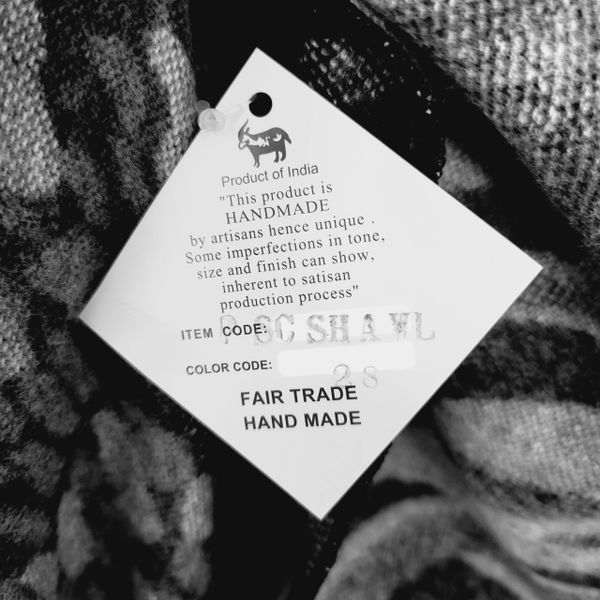 Product of India
"This product is
HANDMADE
by artisans hence unique .
Some imperfections in tone,
size and finish can show,
inherent to satisan
production process"
ITEM CODE: P SC SHAWL
COLOR CODE: 28
FAIR TRADE
HAND MADE